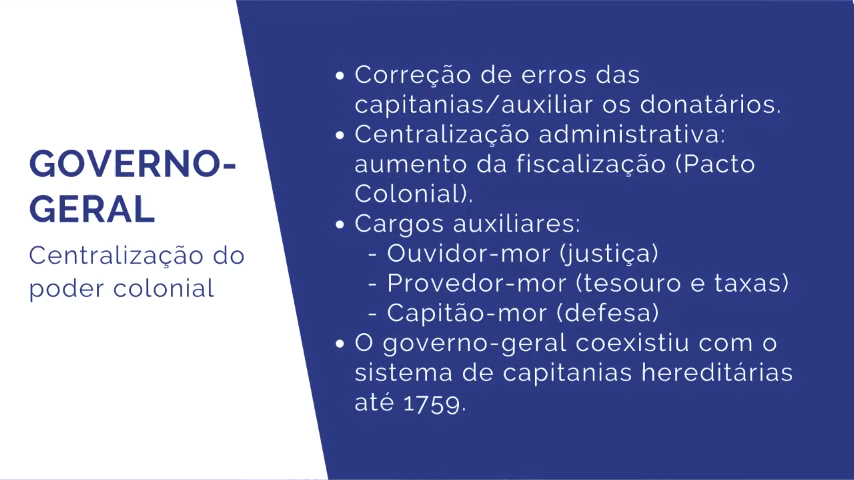 GOVERNO-
GERAL
Centralização do
poder colonial
• Correção de erros das
capitanias/auxiliar os donatários.
• Centralização administrativa:
aumento da fiscalização (Pacto
Colonial).
• Cargos auxiliares:
- Ouvidor-mor (justiça)
- Provedor-mor (tesouro e taxas)
- Capitão-mor (defesa)
• O governo-geral coexistiu com o
sistema de capitanias hereditárias
até 1759.